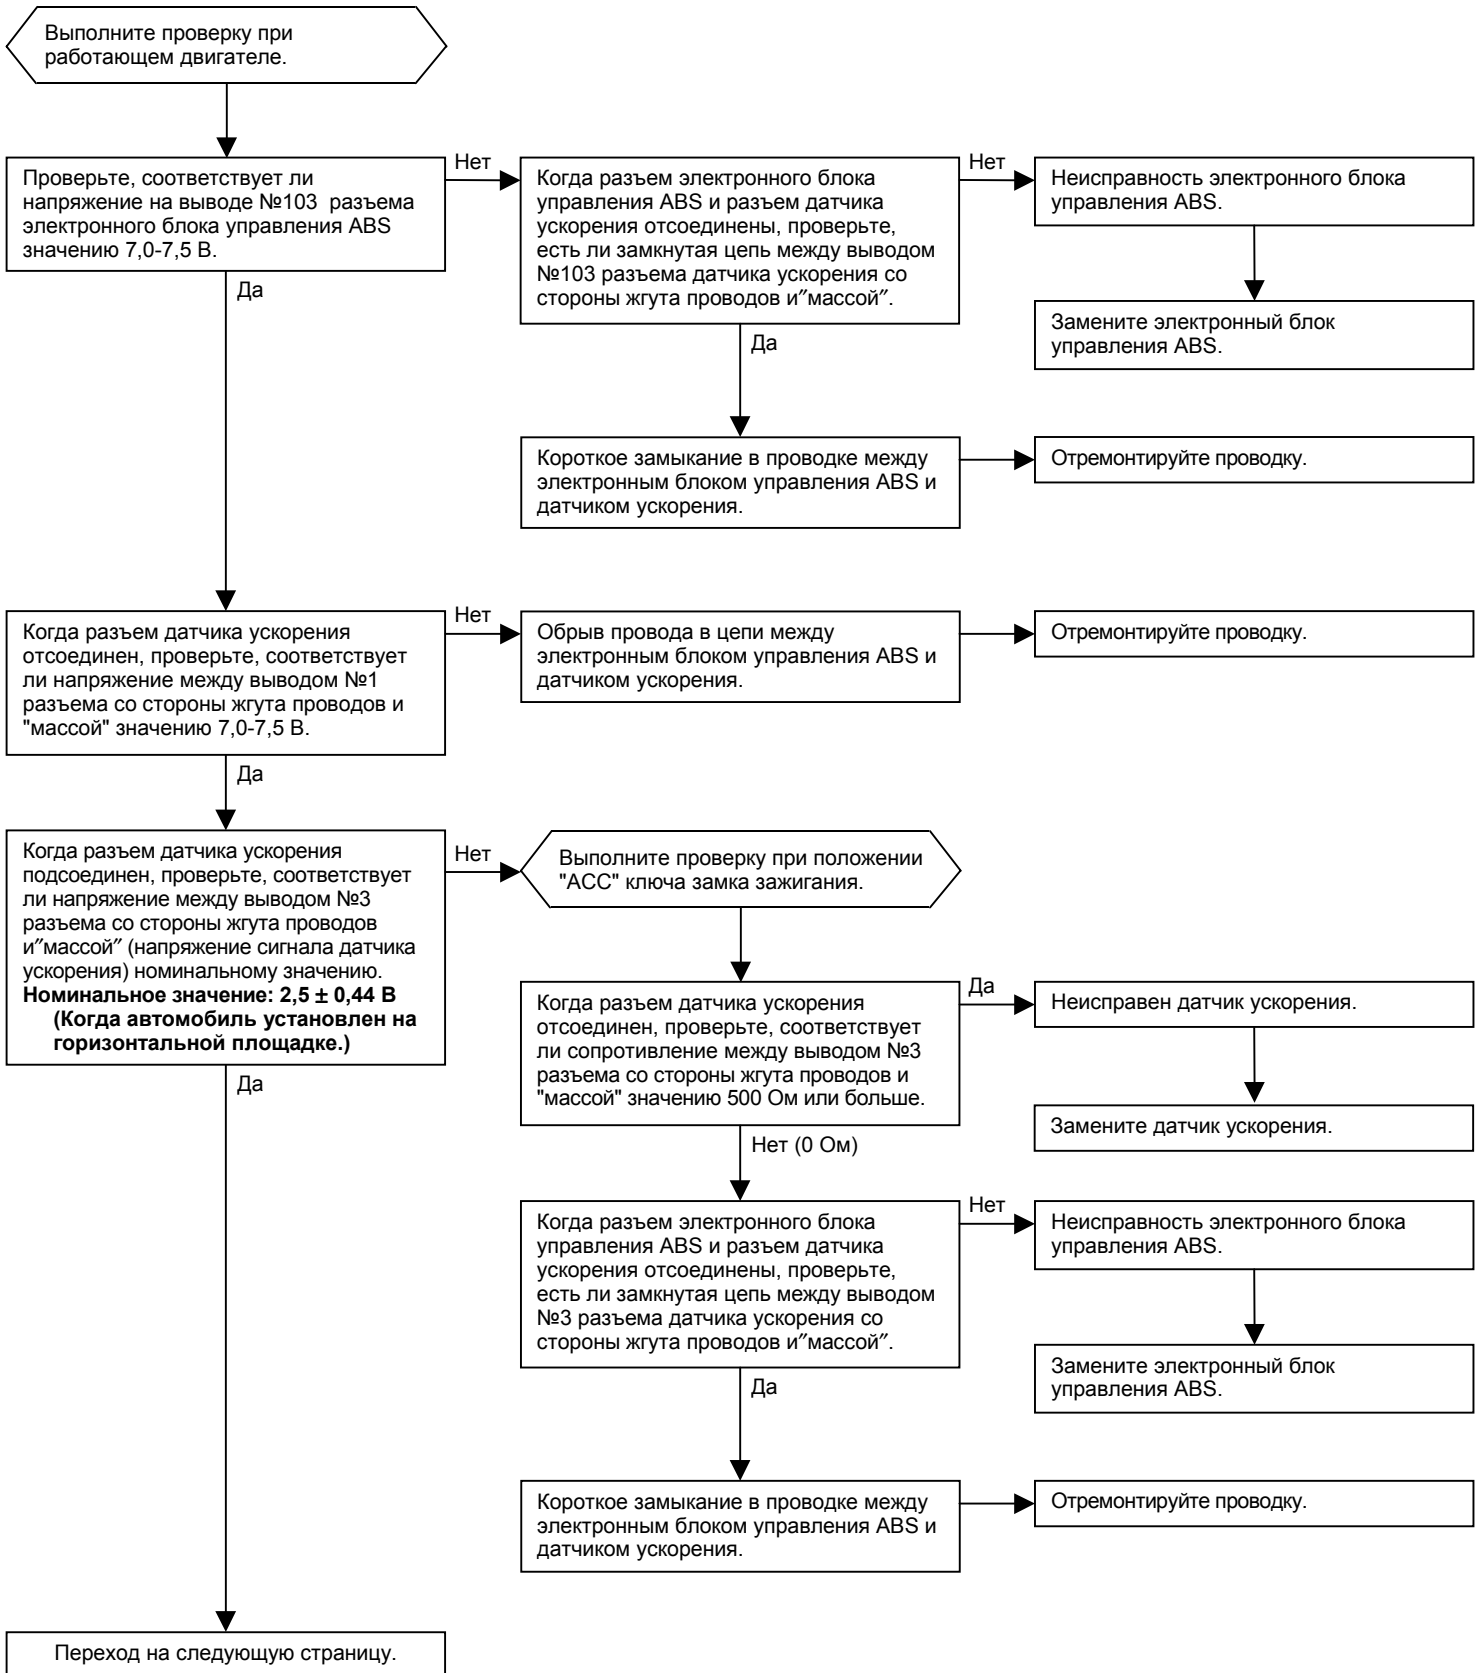 Выполните проверку при
работающем двигателе.
Проверьте, соответствует ли
напряжение на выводе №103 разъема
электронного блока управления ABS
значению 7,0-7,5 В.
Нет
Когда разъем электронного блока
управления ABS и разъем датчика
ускорения отсоединены, проверьте,
есть ли замкнутая цепь между выводом
№103 разъема датчика ускорения со
стороны жгута проводов и″массой″.
Нет
Неисправность электронного блока
управления ABS.
Замените электронный блок
управления ABS.
Да
Да
Короткое замыкание в проводке между
электронным блоком управления ABS и
датчиком ускорения.
Отремонтируйте проводку.
Когда разъем датчика ускорения
отсоединен, проверьте, соответствует
ли напряжение между выводом №1
разъема со стороны жгута проводов и
"массой" значению 7,0-7,5 В.
Нет
Обрыв провода в цепи между
электронным блоком управления ABS и
датчиком ускорения.
Отремонтируйте проводку.
Да
Когда разъем датчика ускорения
подсоединен, проверьте, соответствует
ли напряжение между выводом №3
разъема со стороны жгута проводов
и″массой″ (напряжение сигнала датчика
ускорения) номинальному значению.
Номинальное значение: 2,5 ± 0,44 В
(Когда автомобиль установлен на
горизонтальной площадке.)
Нет
Выполните проверку при положении
"ACC" ключа замка зажигания.
Когда разъем датчика ускорения
отсоединен, проверьте, соответствует
ли сопротивление между выводом №3
разъема со стороны жгута проводов и
"массой" значению 500 Ом или больше.
Да
Неисправен датчик ускорения.
Замените датчик ускорения.
Да
Нет (0 Ом)
Когда разъем электронного блока
управления ABS и разъем датчика
ускорения отсоединены, проверьте,
есть ли замкнутая цепь между выводом
№3 разъема датчика ускорения со
стороны жгута проводов и″массой″.
Нет
Неисправность электронного блока
управления ABS.
Замените электронный блок
управления ABS.
Да
Короткое замыкание в проводке между
электронным блоком управления ABS и
датчиком ускорения.
Отремонтируйте проводку.
Переход на следующую страницу.